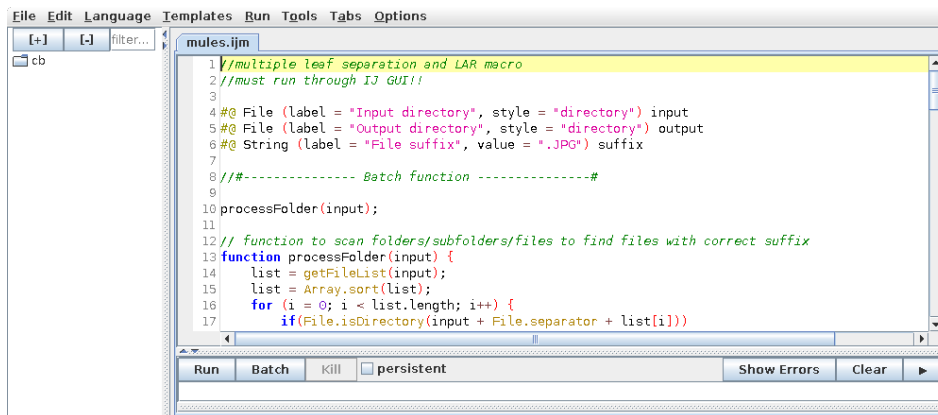 File Edit Language Templates Run Tools Tabs Options
[+] [-] filter...
cb
mules.ijm
1 //multiple leaf separation and LAR macro
2 //must run through IJ GUI!!
3
4 #@ File (label = "Input directory", style = "directory") input
5 #@ File (label = "Output directory", style = "directory") output
6 #@ String (label = "File suffix", value = ".JPG") suffix
7
8 //#--------------- Batch function ---------------#
9
10 processFolder(input);
11
12 // function to scan folders/subfolders/files to find files with correct suffix
13 function processFolder(input) {
14 list = getFileList(input);
15 list = Array.sort(list);
16 for (i = 0; i < list.length; i++) {
17 if(File.isDirectory(input + File.separator + list[i]))
Run Batch Kill persistent Show Errors Clear